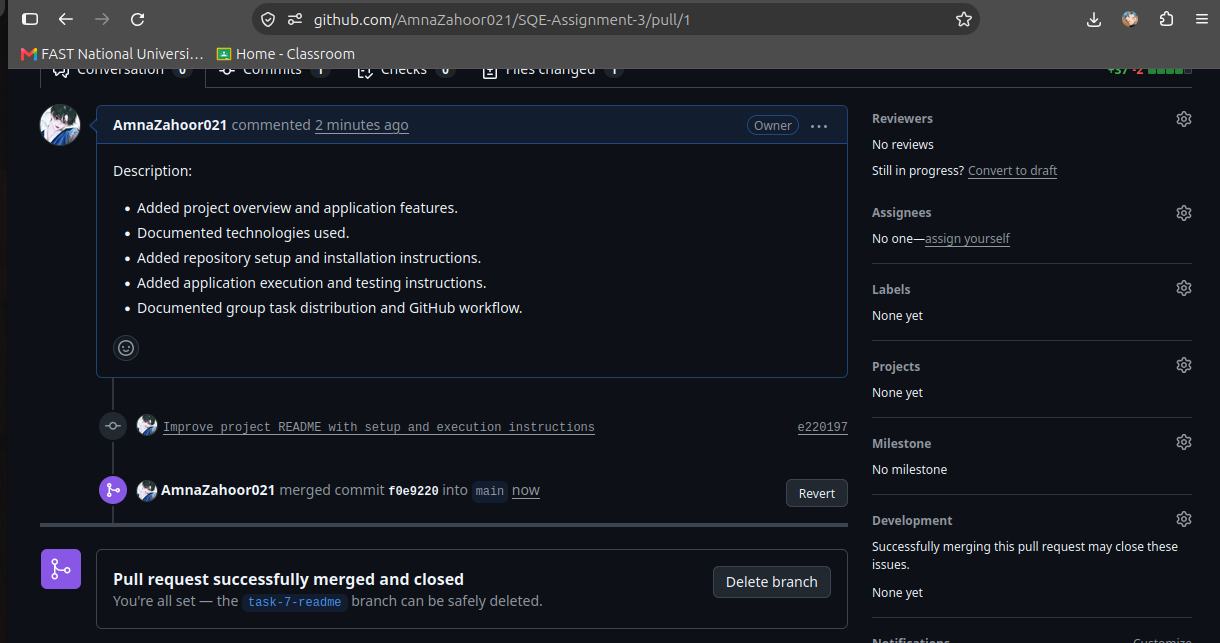 github.com/AmnaZahoor021/SQE-Assignment-3/pull/1
FAST National Universi… Home - Classroom
Conversation 0 Commits 1 Checks 0 Files changed 1 +37 -2
AmnaZahoor021 commented 2 minutes ago Owner
Description:
Added project overview and application features.
Documented technologies used.
Added repository setup and installation instructions.
Added application execution and testing instructions.
Documented group task distribution and GitHub workflow.
Improve project README with setup and execution instructions e220197
AmnaZahoor021 merged commit f0e9220 into main now
Revert
Pull request successfully merged and closed
You're all set — the task-7-readme branch can be safely deleted.
Delete branch
Reviewers
No reviews
Still in progress? Convert to draft
Assignees
No one—assign yourself
Labels
None yet
Projects
None yet
Milestone
No milestone
Development
Successfully merging this pull request may close these
issues.
None yet
Notifications Customize